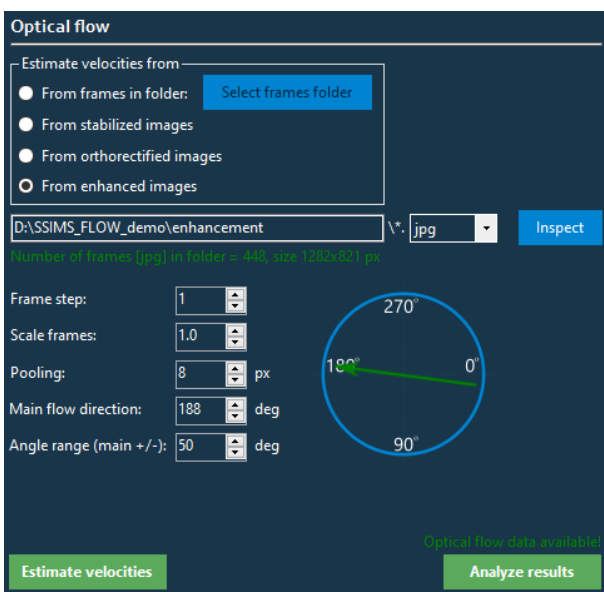 Optical flow
Estimate velocities from
From frames in folder: Select frames folder
From stabilized images
From orthorectified images
From enhanced images
D:\SSIMS_FLOW_demo\enhancement \*. jpg Inspect
Number of frames [jpg] in folder = 448, size 1282x821 px
Frame step: 1
Scale frames: 1.0
Pooling: 8 px
Main flow direction: 188 deg
Angle range (main +/-): 50 deg
270°
180° 0°
90°
Optical flow data available!
Estimate velocities Analyze results